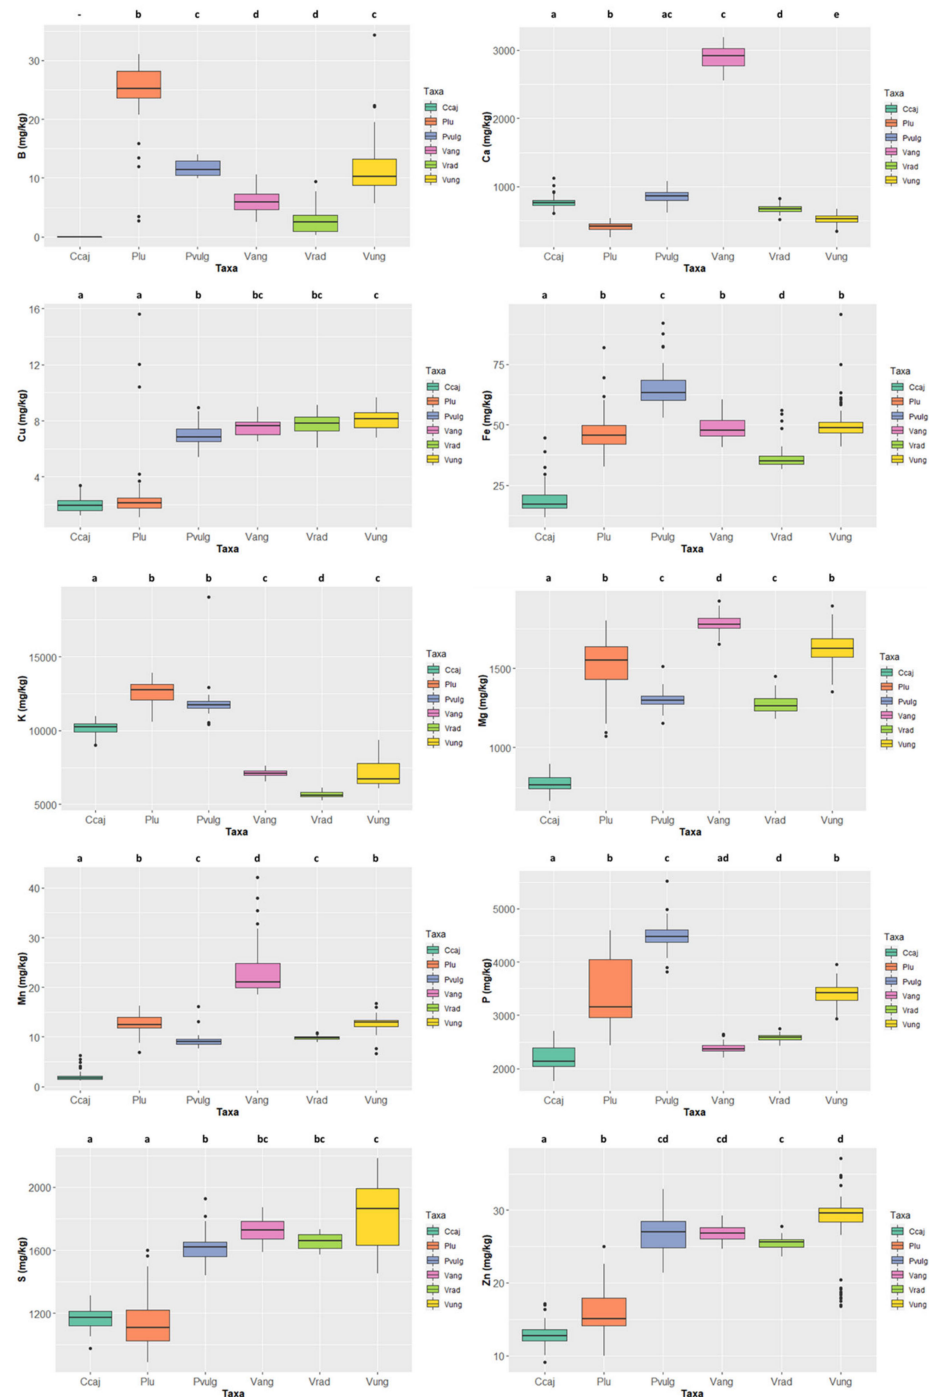 - b c d d c
B (mg/kg)
30
20
10
0
Ccaj Plu Pvulg Vang Vrad Vung
Taxa
Taxa
Ccaj
Plu
Pvulg
Vang
Vrad
Vung
a b ac c d e
Ca (mg/kg)
3000
2000
1000
Ccaj Plu Pvulg Vang Vrad Vung
Taxa
Taxa
Ccaj
Plu
Pvulg
Vang
Vrad
Vung
a a b bc bc c
Cu (mg/kg)
16
12
8
4
Ccaj Plu Pvulg Vang Vrad Vung
Taxa
Taxa
Ccaj
Plu
Pvulg
Vang
Vrad
Vung
a b c b d b
Fe (mg/kg)
75
50
25
Ccaj Plu Pvulg Vang Vrad Vung
Taxa
Taxa
Ccaj
Plu
Pvulg
Vang
Vrad
Vung
a b b c d c
K (mg/kg)
15000
10000
5000
Ccaj Plu Pvulg Vang Vrad Vung
Taxa
Taxa
Ccaj
Plu
Pvulg
Vang
Vrad
Vung
a b c d c b
Mg (mg/kg)
1500
1000
Ccaj Plu Pvulg Vang Vrad Vung
Taxa
Taxa
Ccaj
Plu
Pvulg
Vang
Vrad
Vung
a b c d c b
Mn (mg/kg)
40
30
20
10
0
Ccaj Plu Pvulg Vang Vrad Vung
Taxa
Taxa
Ccaj
Plu
Pvulg
Vang
Vrad
Vung
a b c ad d b
P (mg/kg)
5000
4000
3000
2000
Ccaj Plu Pvulg Vang Vrad Vung
Taxa
Taxa
Ccaj
Plu
Pvulg
Vang
Vrad
Vung
a a b bc bc c
S (mg/kg)
2000
1600
1200
Ccaj Plu Pvulg Vang Vrad Vung
Taxa
Taxa
Ccaj
Plu
Pvulg
Vang
Vrad
Vung
a b cd cd c d
Zn (mg/kg)
30
20
10
Ccaj Plu Pvulg Vang Vrad Vung
Taxa
Taxa
Ccaj
Plu
Pvulg
Vang
Vrad
Vung